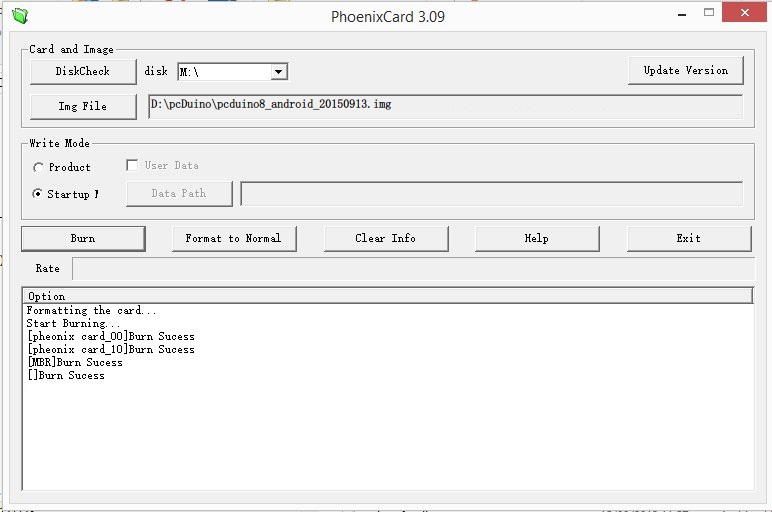 PhoenixCard 3.09
Card and Image
DiskCheck disk M:\ Update Version
Img File D:\pcDuino\pcduino8_android_20150913.img
Write Mode
Product User Data
Startup Data Path
Burn Format to Normal Clear Info Help Exit
Rate
Option
Formatting the card...
Start Burning...
[pheonix card_00]Burn Sucess
[pheonix card_10]Burn Sucess
[MBR]Burn Sucess
[]Burn Sucess